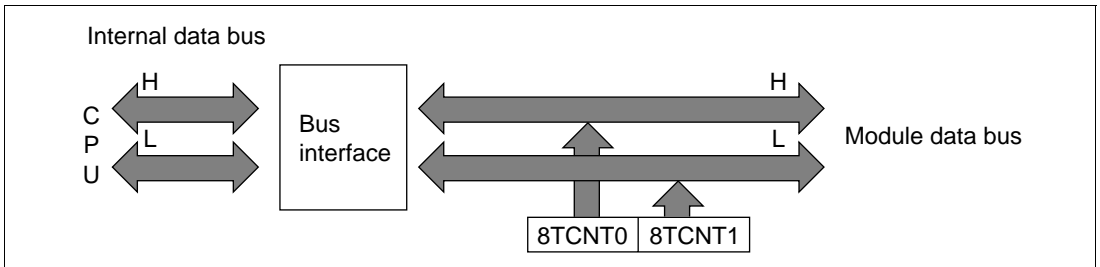 Internal data bus
H
H
C
P
U
L
L
Bus
interface
Module data bus
8TCNT0
8TCNT1